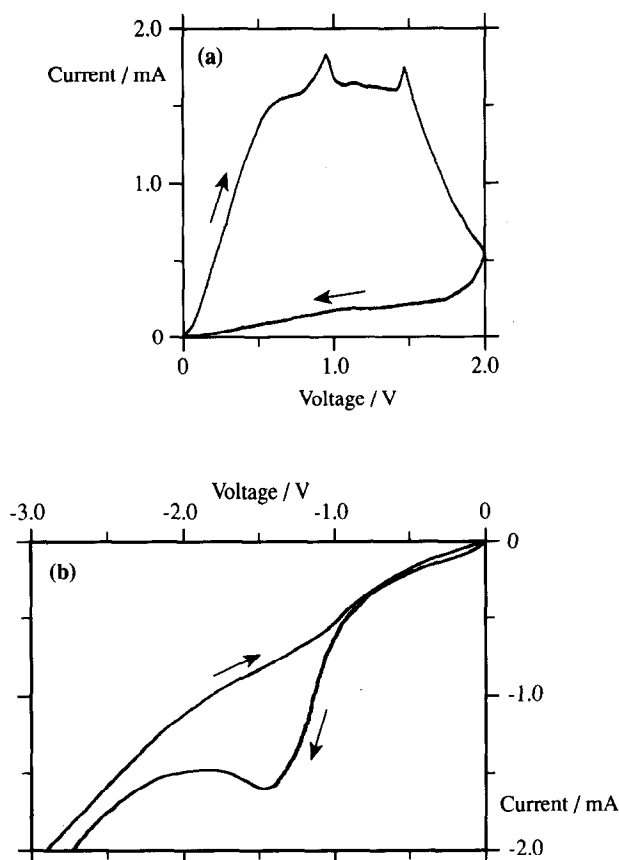 2.0
(a)
Current / mA
1.0
0
0 1.0 2.0
Voltage / V
Voltage / V
-3.0 -2.0 -1.0 0
0
(b)
-1.0
Current / mA
-2.0